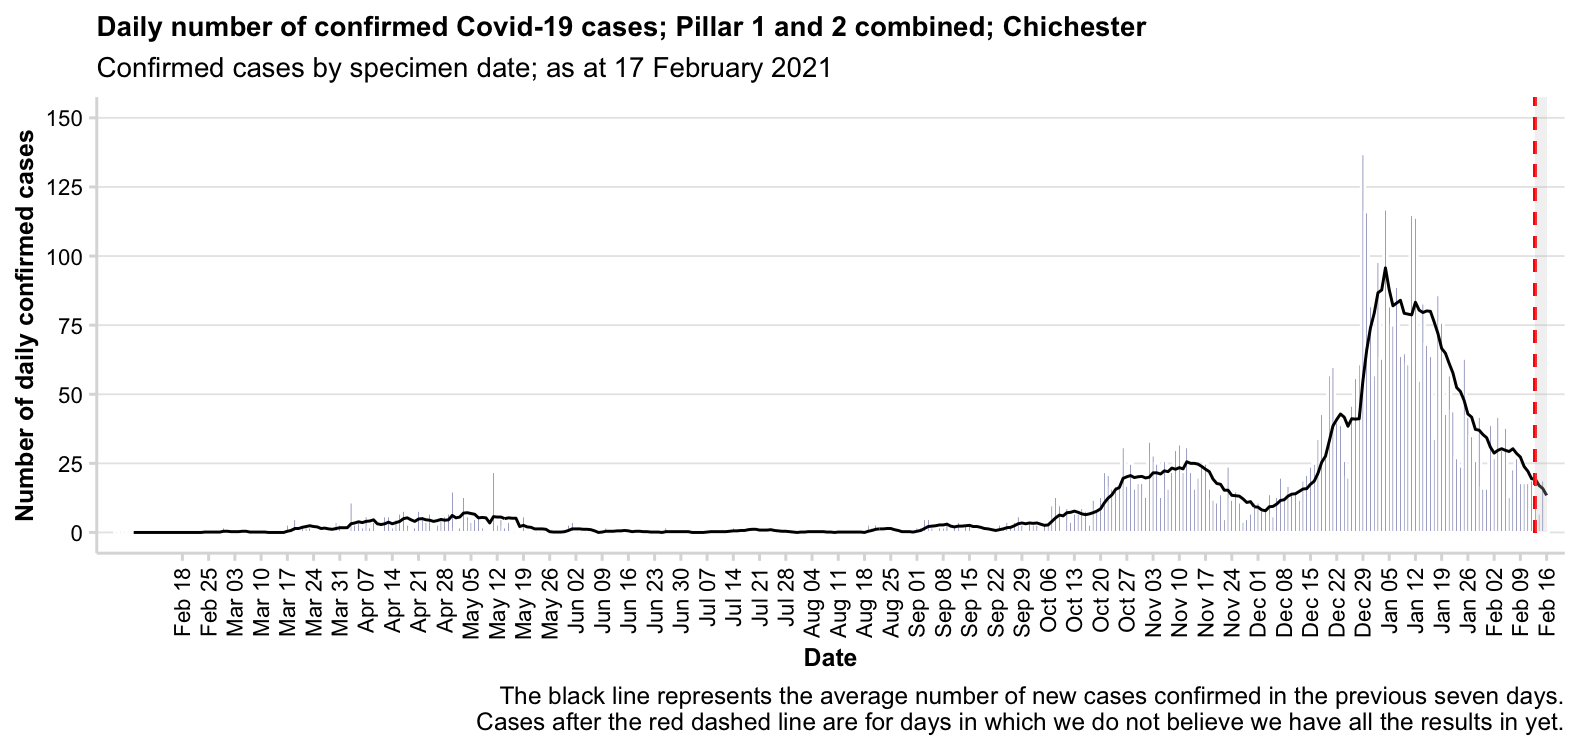 Daily number of confirmed Covid-19 cases; Pillar 1 and 2 combined; Chichester
Confirmed cases by specimen date; as at 17 February 2021
Number of daily confirmed cases
150
125
100
75
50
25
0
Feb 18
Feb 25
Mar 03
Mar 10
Mar 17
Mar 24
Mar 31
Apr 07
Apr 14
Apr 21
Apr 28
May 05
May 12
May 19
May 26
Jun 02
Jun 09
Jun 16
Jun 23
Jun 30
Jul 07
Jul 14
Jul 21
Jul 28
Aug 04
Aug 11
Aug 18
Aug 25
Sep 01
Sep 08
Sep 15
Sep 22
Sep 29
Oct 06
Oct 13
Oct 20
Oct 27
Nov 03
Nov 10
Nov 17
Nov 24
Dec 01
Dec 08
Dec 15
Dec 22
Dec 29
Jan 05
Jan 12
Jan 19
Jan 26
Feb 02
Feb 09
Feb 16
Date
The black line represents the average number of new cases confirmed in the previous seven days.
Cases after the red dashed line are for days in which we do not believe we have all the results in yet.